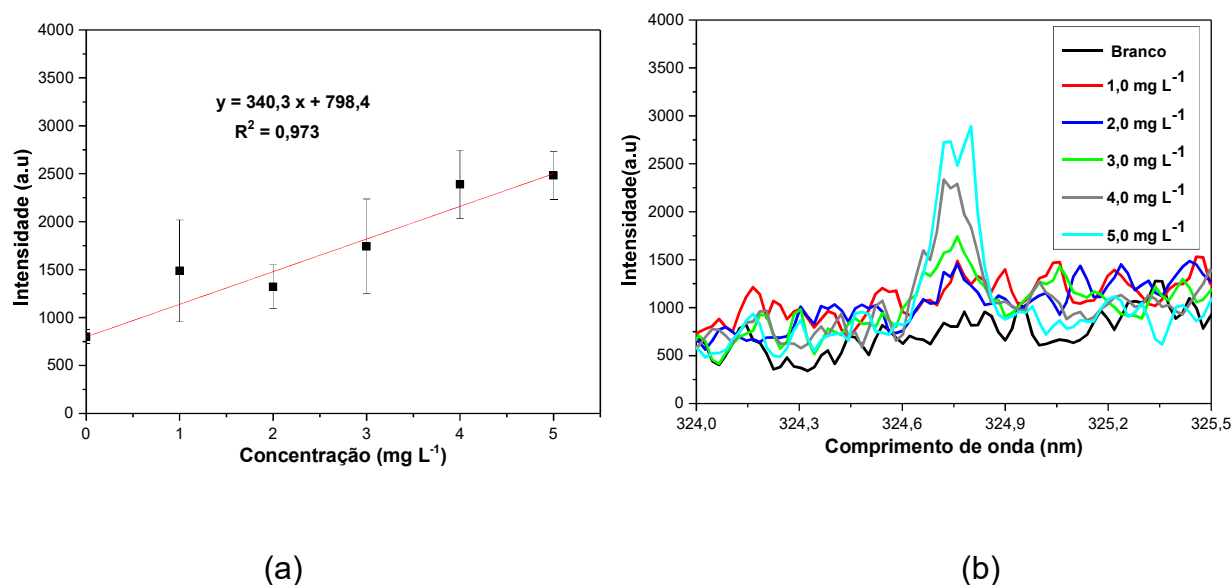 4000
3500
3000
2500
2000
1500
1000
500
0
Intensidade (a.u)
y = 340,3 x + 798,4
R² = 0,973
0 1 2 3 4 5
Concentração (mg L⁻¹)
(a)
4000
3500
3000
2500
2000
1500
1000
500
0
Intensidade(a.u)
Branco
1,0 mg L⁻¹
2,0 mg L⁻¹
3,0 mg L⁻¹
4,0 mg L⁻¹
5,0 mg L⁻¹
324,0 324,3 324,6 324,9 325,2 325,5
Comprimento de onda (nm)
(b)